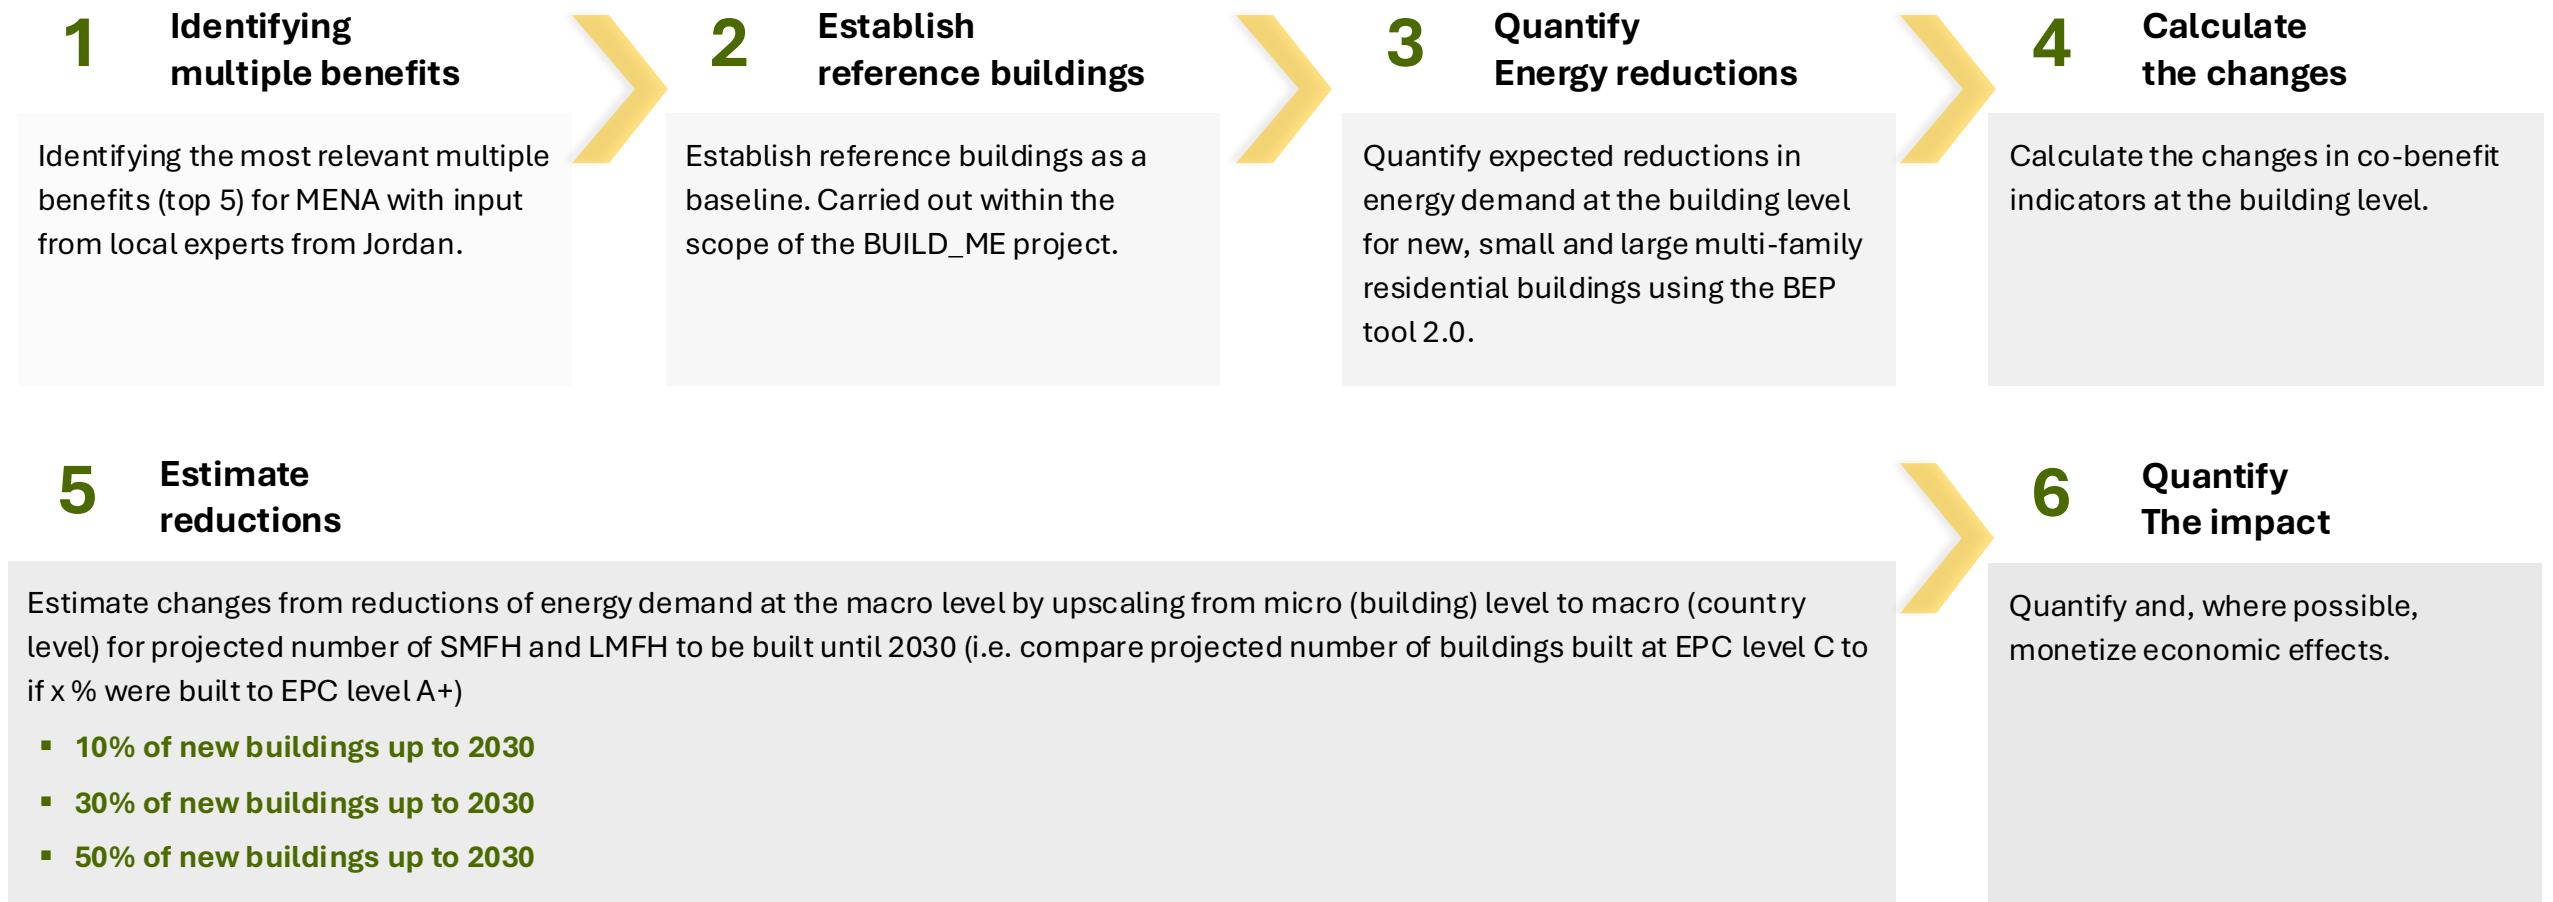 1
Identifying
multiple benefits
Identifying the most relevant multiple
benefits (top 5) for MENA with input
from local experts from Jordan.
2
Establish
reference buildings
Establish reference buildings as a
baseline. Carried out within the
scope of the BUILD_ME project.
3
Quantify
Energy reductions
Quantify expected reductions in
energy demand at the building level
for new, small and large multi-family
residential buildings using the BEP
tool 2.0.
4
Calculate
the changes
Calculate the changes in co-benefit
indicators at the building level.
5
Estimate
reductions
Estimate changes from reductions of energy demand at the macro level by upscaling from micro (building) level to macro (country
level) for projected number of SMFH and LMFH to be built until 2030 (i.e. compare projected number of buildings built at EPC level C to
if x % were built to EPC level A+)
▪ 10% of new buildings up to 2030
▪ 30% of new buildings up to 2030
▪ 50% of new buildings up to 2030
6
Quantify
The impact
Quantify and, where possible,
monetize economic effects.